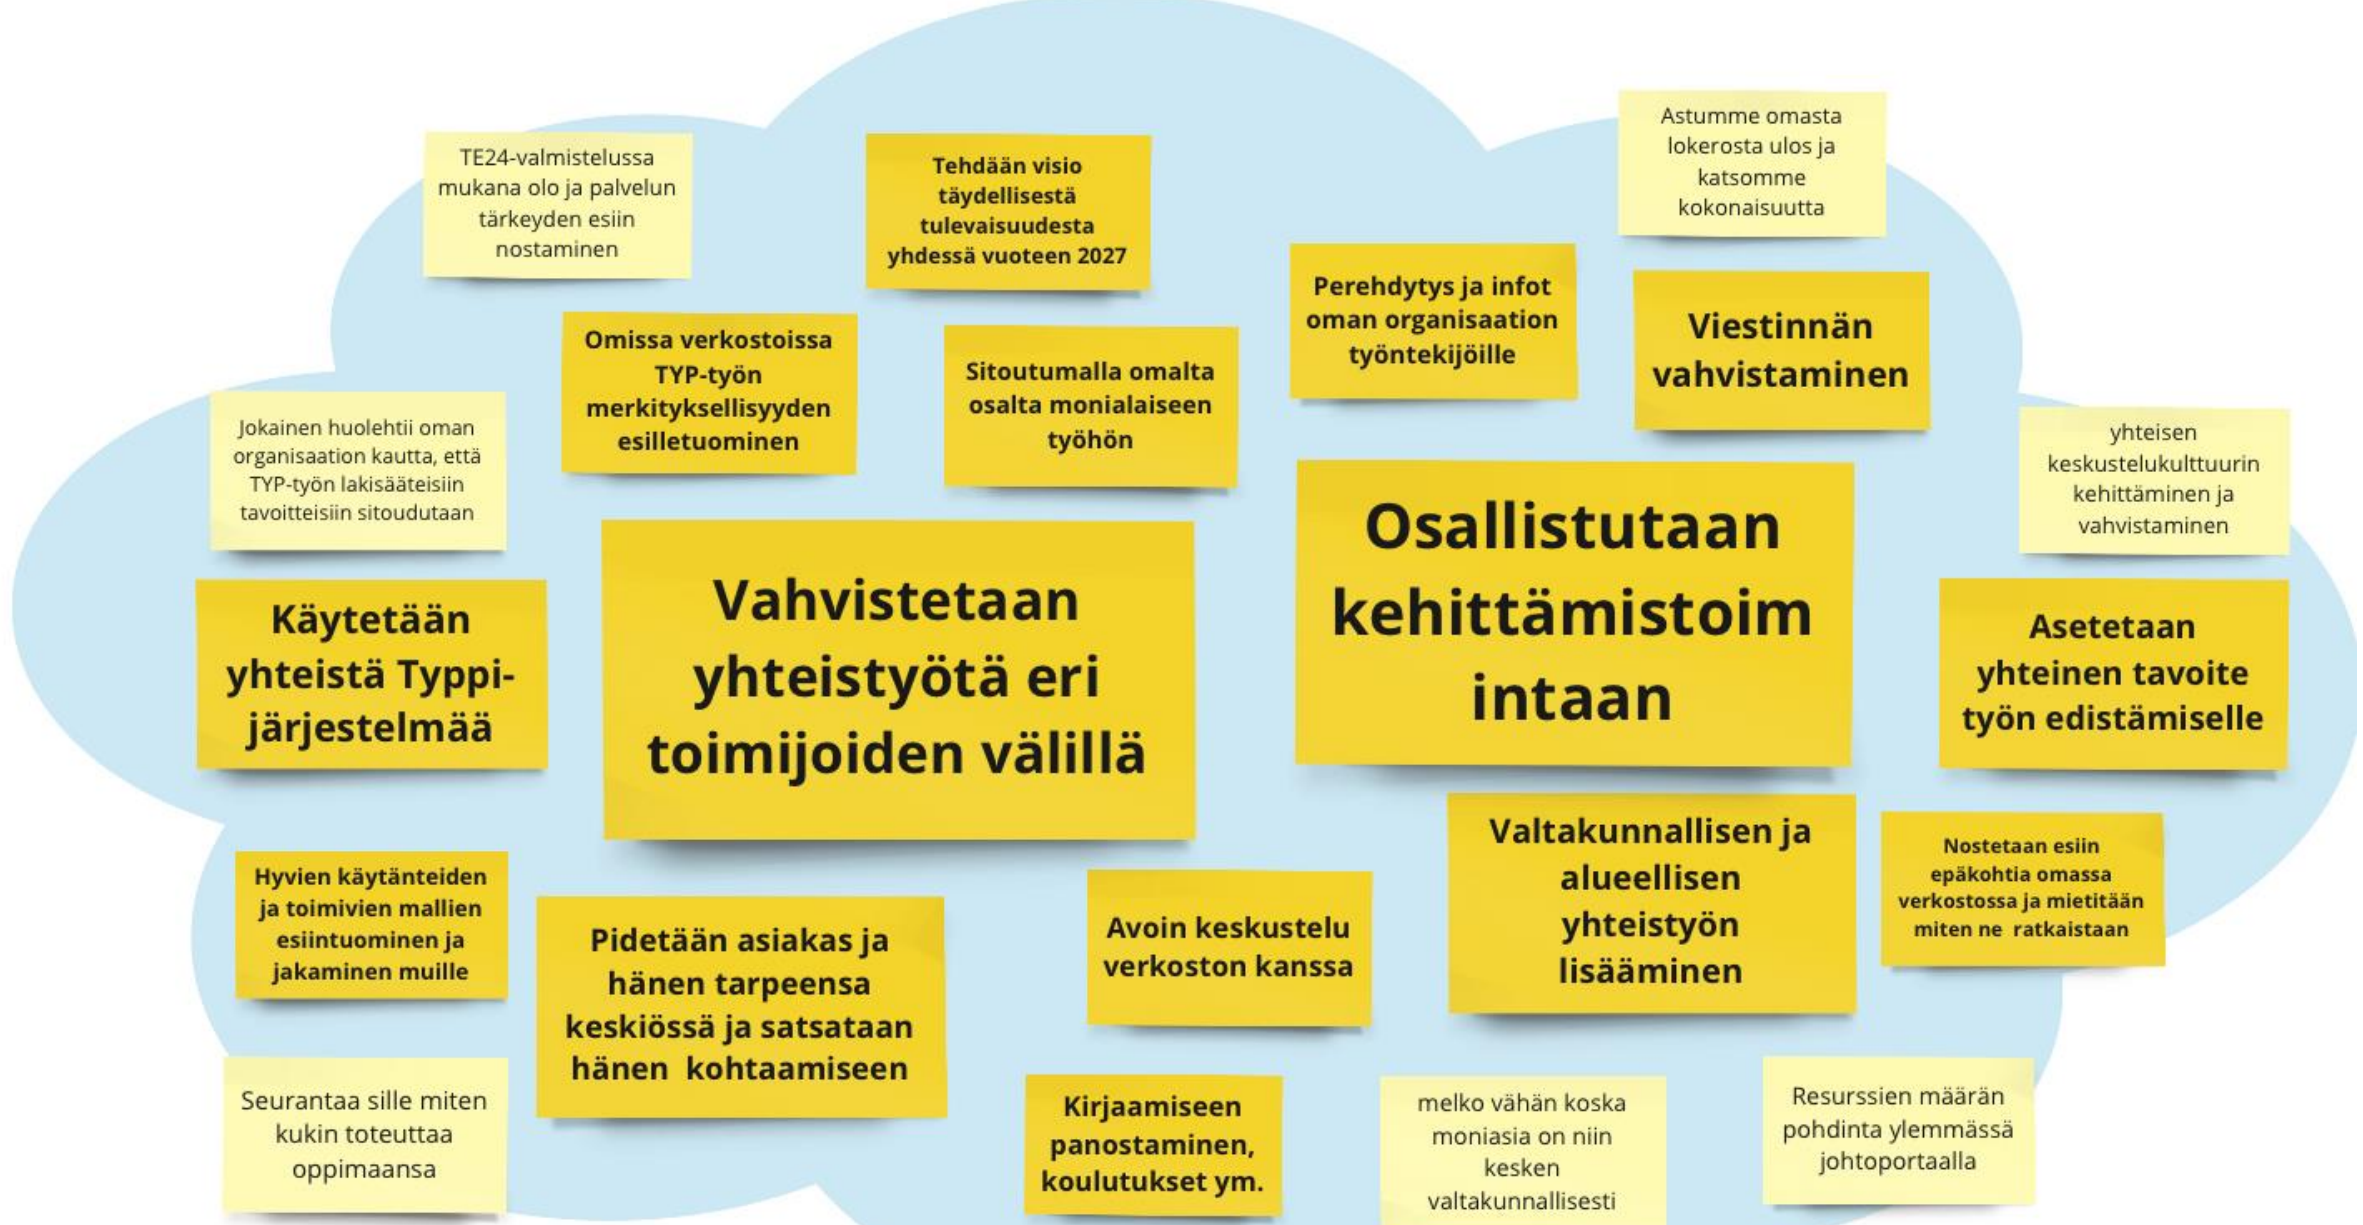 TE24-valmistelussa
mukana olo ja palvelun
tärkeyden esiin
nostaminen
Tehdään visio
täydellisestä
tulevaisuudesta
yhdessä vuoteen 2027
Astumme omasta
lokerosta ulos ja
katsomme
kokonaisuutta
Omissa verkostoissa
TYP-työn
merkityksellisyyden
esilletuominen
Sitoutumalla omalta
osalta monialaiseen
työhön
Perehdytys ja infot
oman organisaation
työntekijöille
Viestinnän
vahvistaminen
Jokainen huolehtii oman
organisaation kautta, että
TYP-työn lakisääteisiin
tavoitteisiin sitoudutaan
yhteisen
keskustelukulttuurin
kehittäminen ja
vahvistaminen
Käytetään
yhteistä Typpi-
järjestelmää
Vahvistetaan
yhteistyötä eri
toimijoiden välillä
Osallistutaan
kehittämistoim
intaan
Asetetaan
yhteinen tavoite
työn edistämiselle
Hyvien käytänteiden
ja toimivien mallien
esiintuominen ja
jakaminen muille
Pidetään asiakas ja
hänen tarpeensa
keskiössä ja satsataan
hänen kohtaamiseen
Avoin keskustelu
verkoston kanssa
Valtakunnallisen ja
alueellisen
yhteistyön
lisääminen
Nostetaan esiin
epäkohtia omassa
verkostossa ja mietitään
miten ne ratkaistaan
Seurantaa sille miten
kukin toteuttaa
oppimaansa
Kirjaamiseen
panostaminen,
koulutukset ym.
melko vähän koska
moniasia on niin
kesken
valtakunnallisesti
Resurssien määrän
pohdinta ylemmässä
johtoportaalla